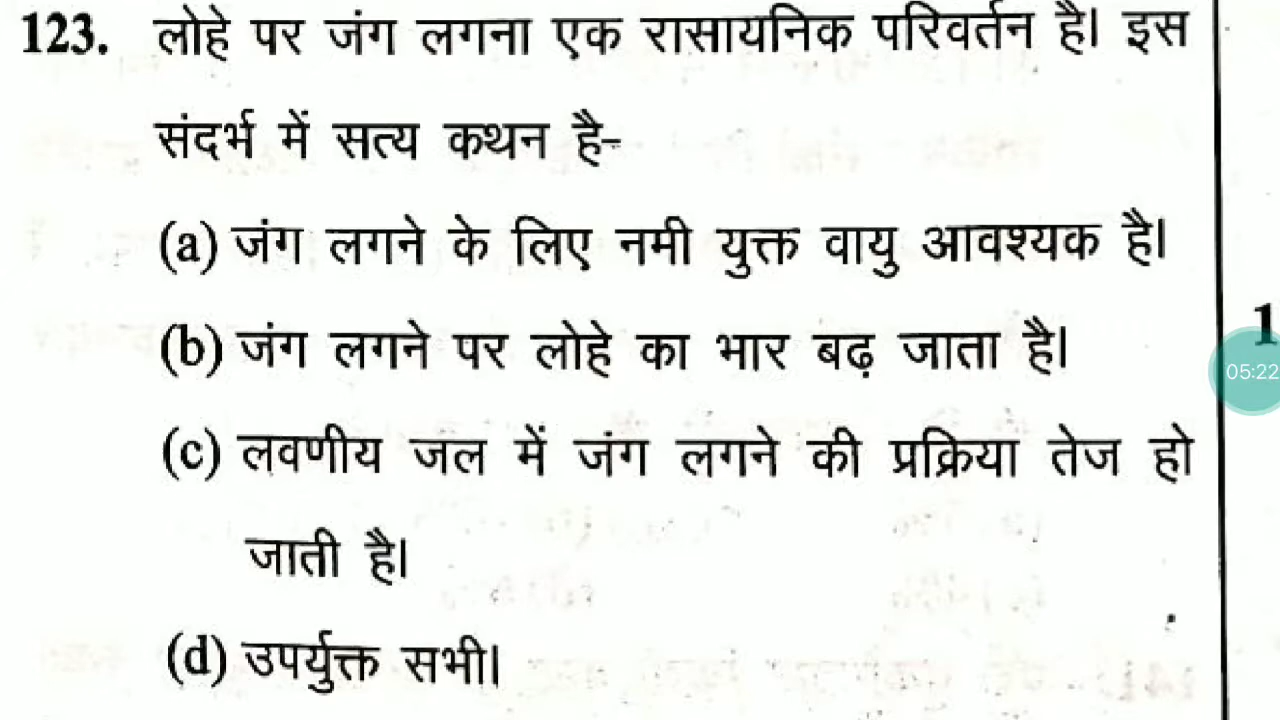 123. लोहे पर जंग लगना एक रासायनिक परिवर्तन है। इस
संदर्भ में सत्य कथन है-
(a) जंग लगने के लिए नमी युक्त वायु आवश्यक है।
(b) जंग लगने पर लोहे का भार बढ़ जाता है।
(c) लवणीय जल में जंग लगने की प्रक्रिया तेज हो
जाती है।
(d) उपर्युक्त सभी।
1
05:22